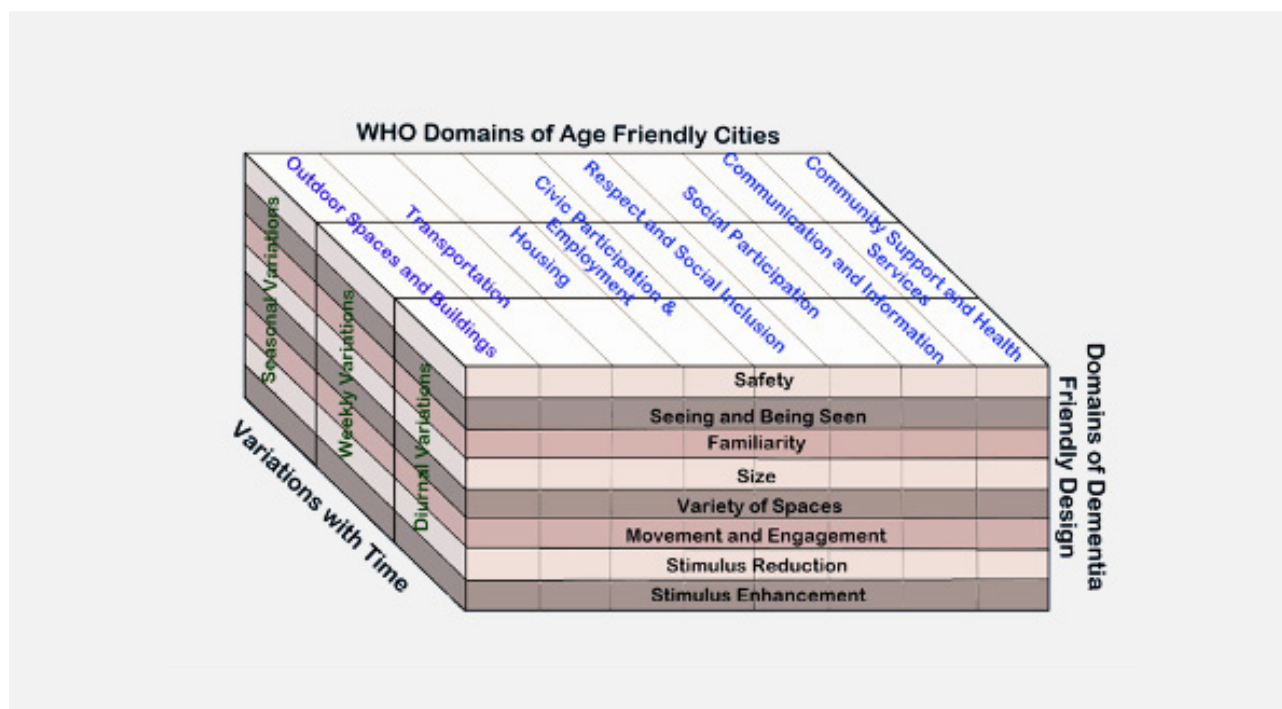 WHO Domains of Age Friendly Cities
Outdoor Spaces and Buildings
Transportation
Housing
Civic Participation &
Employment
Respect and Social Inclusion
Social Participation
Communication and Information
Community Support and Health
Services
Seasonal Variations
Weekly Variations
Diurnal Variations
Variations with Time
Safety
Seeing and Being Seen
Familiarity
Size
Variety of Spaces
Movement and Engagement
Stimulus Reduction
Stimulus Enhancement
Domains of Dementia
Friendly Design